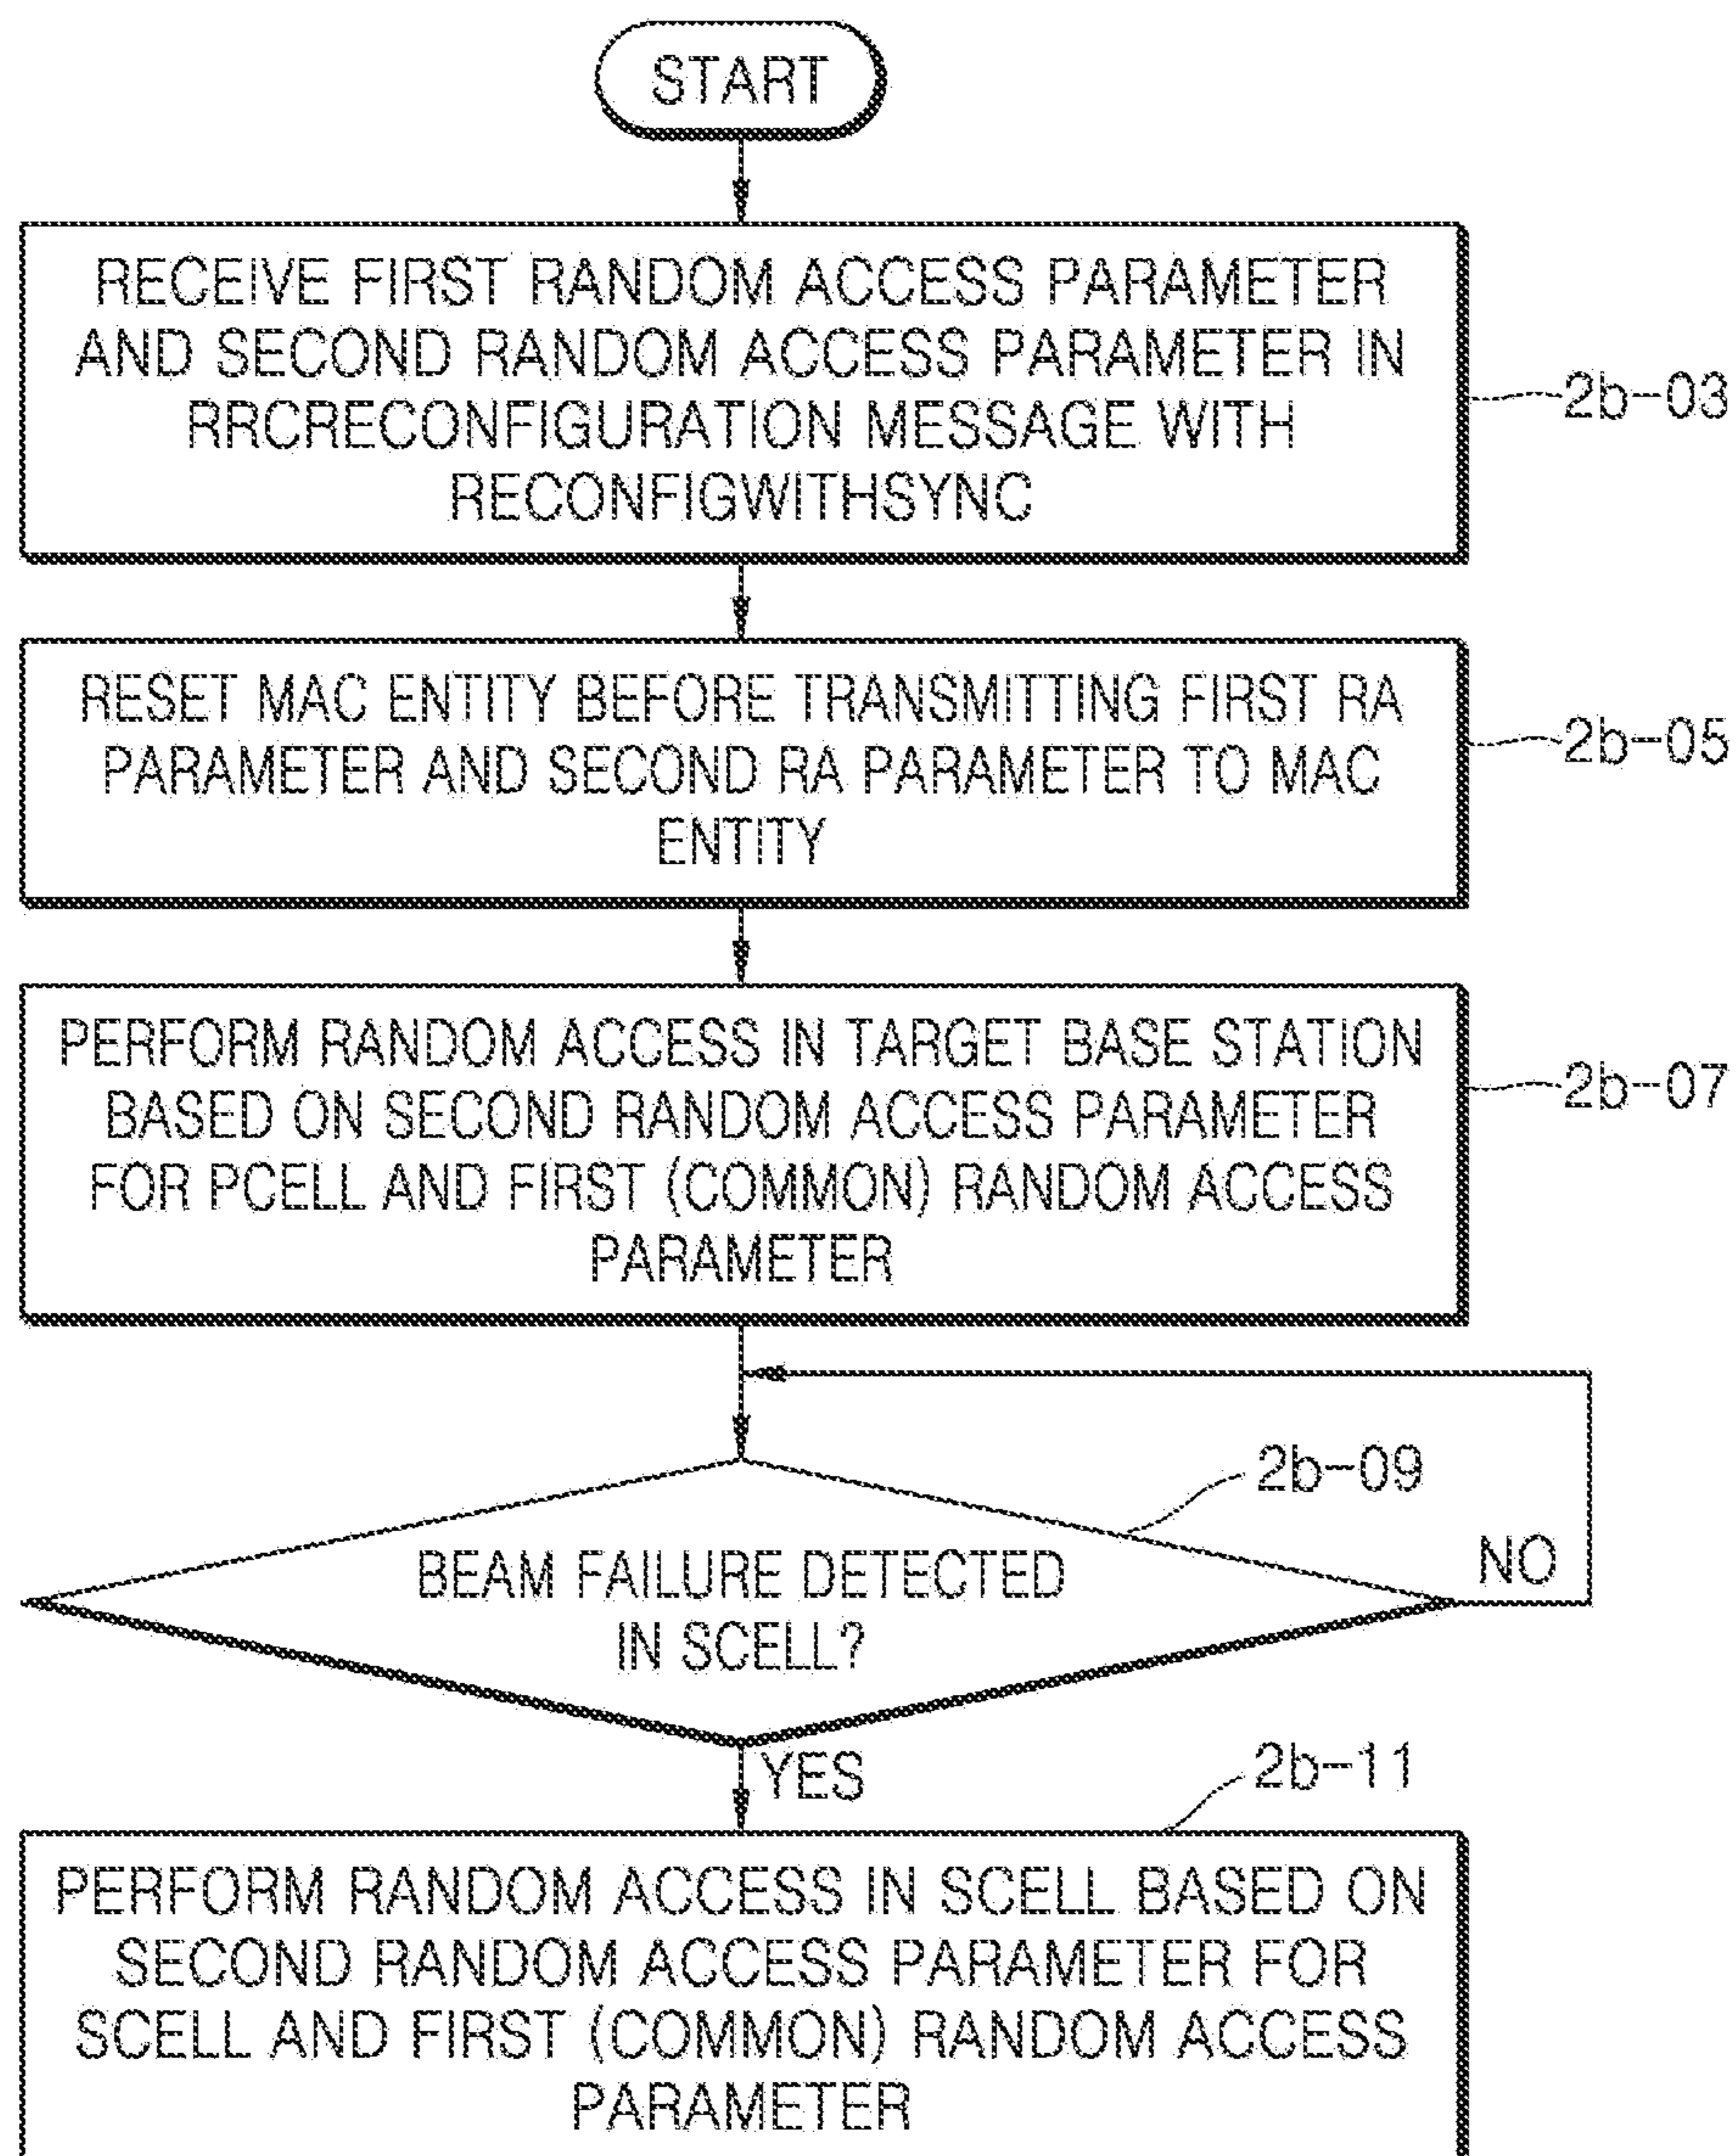 START
RECEIVE FIRST RANDOM ACCESS PARAMETER
AND SECOND RANDOM ACCESS PARAMETER IN
RRCRECONFIGURATION MESSAGE WITH
RECONFIGWITHSYNC
2b-03
RESET MAC ENTITY BEFORE TRANSMITTING FIRST RA
PARAMETER AND SECOND RA PARAMETER TO MAC
ENTITY
2b-05
PERFORM RANDOM ACCESS IN TARGET BASE STATION
BASED ON SECOND RANDOM ACCESS PARAMETER
FOR PCELL AND FIRST (COMMON) RANDOM ACCESS
PARAMETER
2b-07
2b-09
BEAM FAILURE DETECTED
IN SCELL?
NO
YES
2b-11
PERFORM RANDOM ACCESS IN SCELL BASED ON
SECOND RANDOM ACCESS PARAMETER FOR
SCELL AND FIRST (COMMON) RANDOM ACCESS
PARAMETER